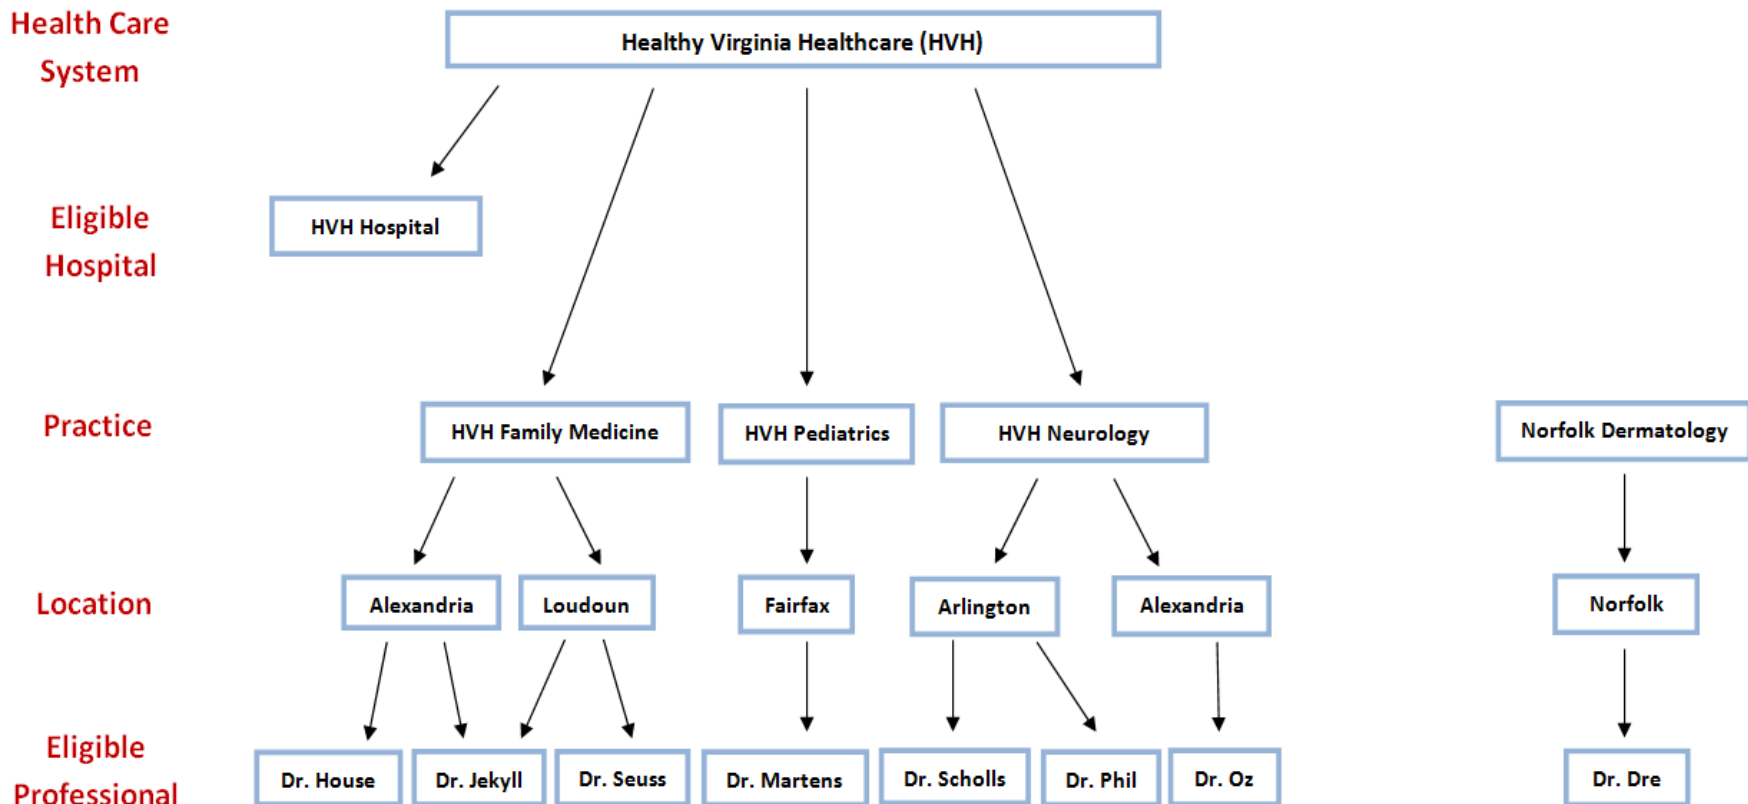 Health Care
System
Healthy Virginia Healthcare (HVH)
Eligible
Hospital
HVH Hospital
Practice
HVH Family Medicine
HVH Pediatrics
HVH Neurology
Norfolk Dermatology
Location
Alexandria
Loudoun
Fairfax
Arlington
Alexandria
Norfolk
Eligible
Professional
Dr. House
Dr. Jekyll
Dr. Seuss
Dr. Martens
Dr. Scholls
Dr. Phil
Dr. Oz
Dr. Dre